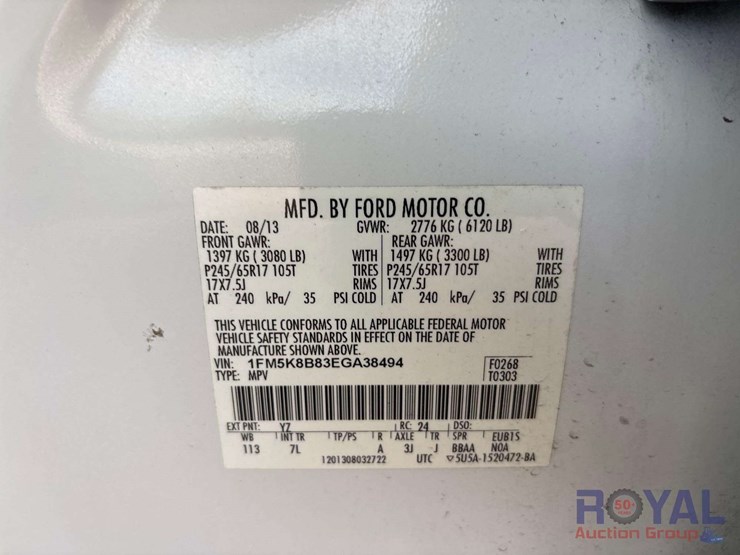 MFD. BY FORD MOTOR CO.
DATE: 08/13 GVWR: 2776 KG ( 6120 LB)
FRONT GAWR: REAR GAWR:
1397 KG ( 3080 LB) WITH 1497 KG ( 3300 LB) WITH
P245/65R17 105T TIRES P245/65R17 105T TIRES
17X7.5J RIMS 17X7.5J RIMS
AT 240 kPa/ 35 PSI COLD AT 240 kPa/ 35 PSI COLD
THIS VEHICLE CONFORMS TO ALL APPLICABLE FEDERAL MOTOR
VEHICLE SAFETY STANDARDS IN EFFECT ON THE DATE OF
MANUFACTURE SHOWN ABOVE.
VIN: 1FM5K8B83EGA38494 F0268
TYPE: MPV T0303
EXT PNT: YZ RC: 24 DSO:
WB INT TR TP/PS R AXLE TR SPR EUB1S
113 7L A 3J J BBAA NOA
1201308032722 UTC ▽5U5A-1520472-BA
ROYAL
50
Auction Group